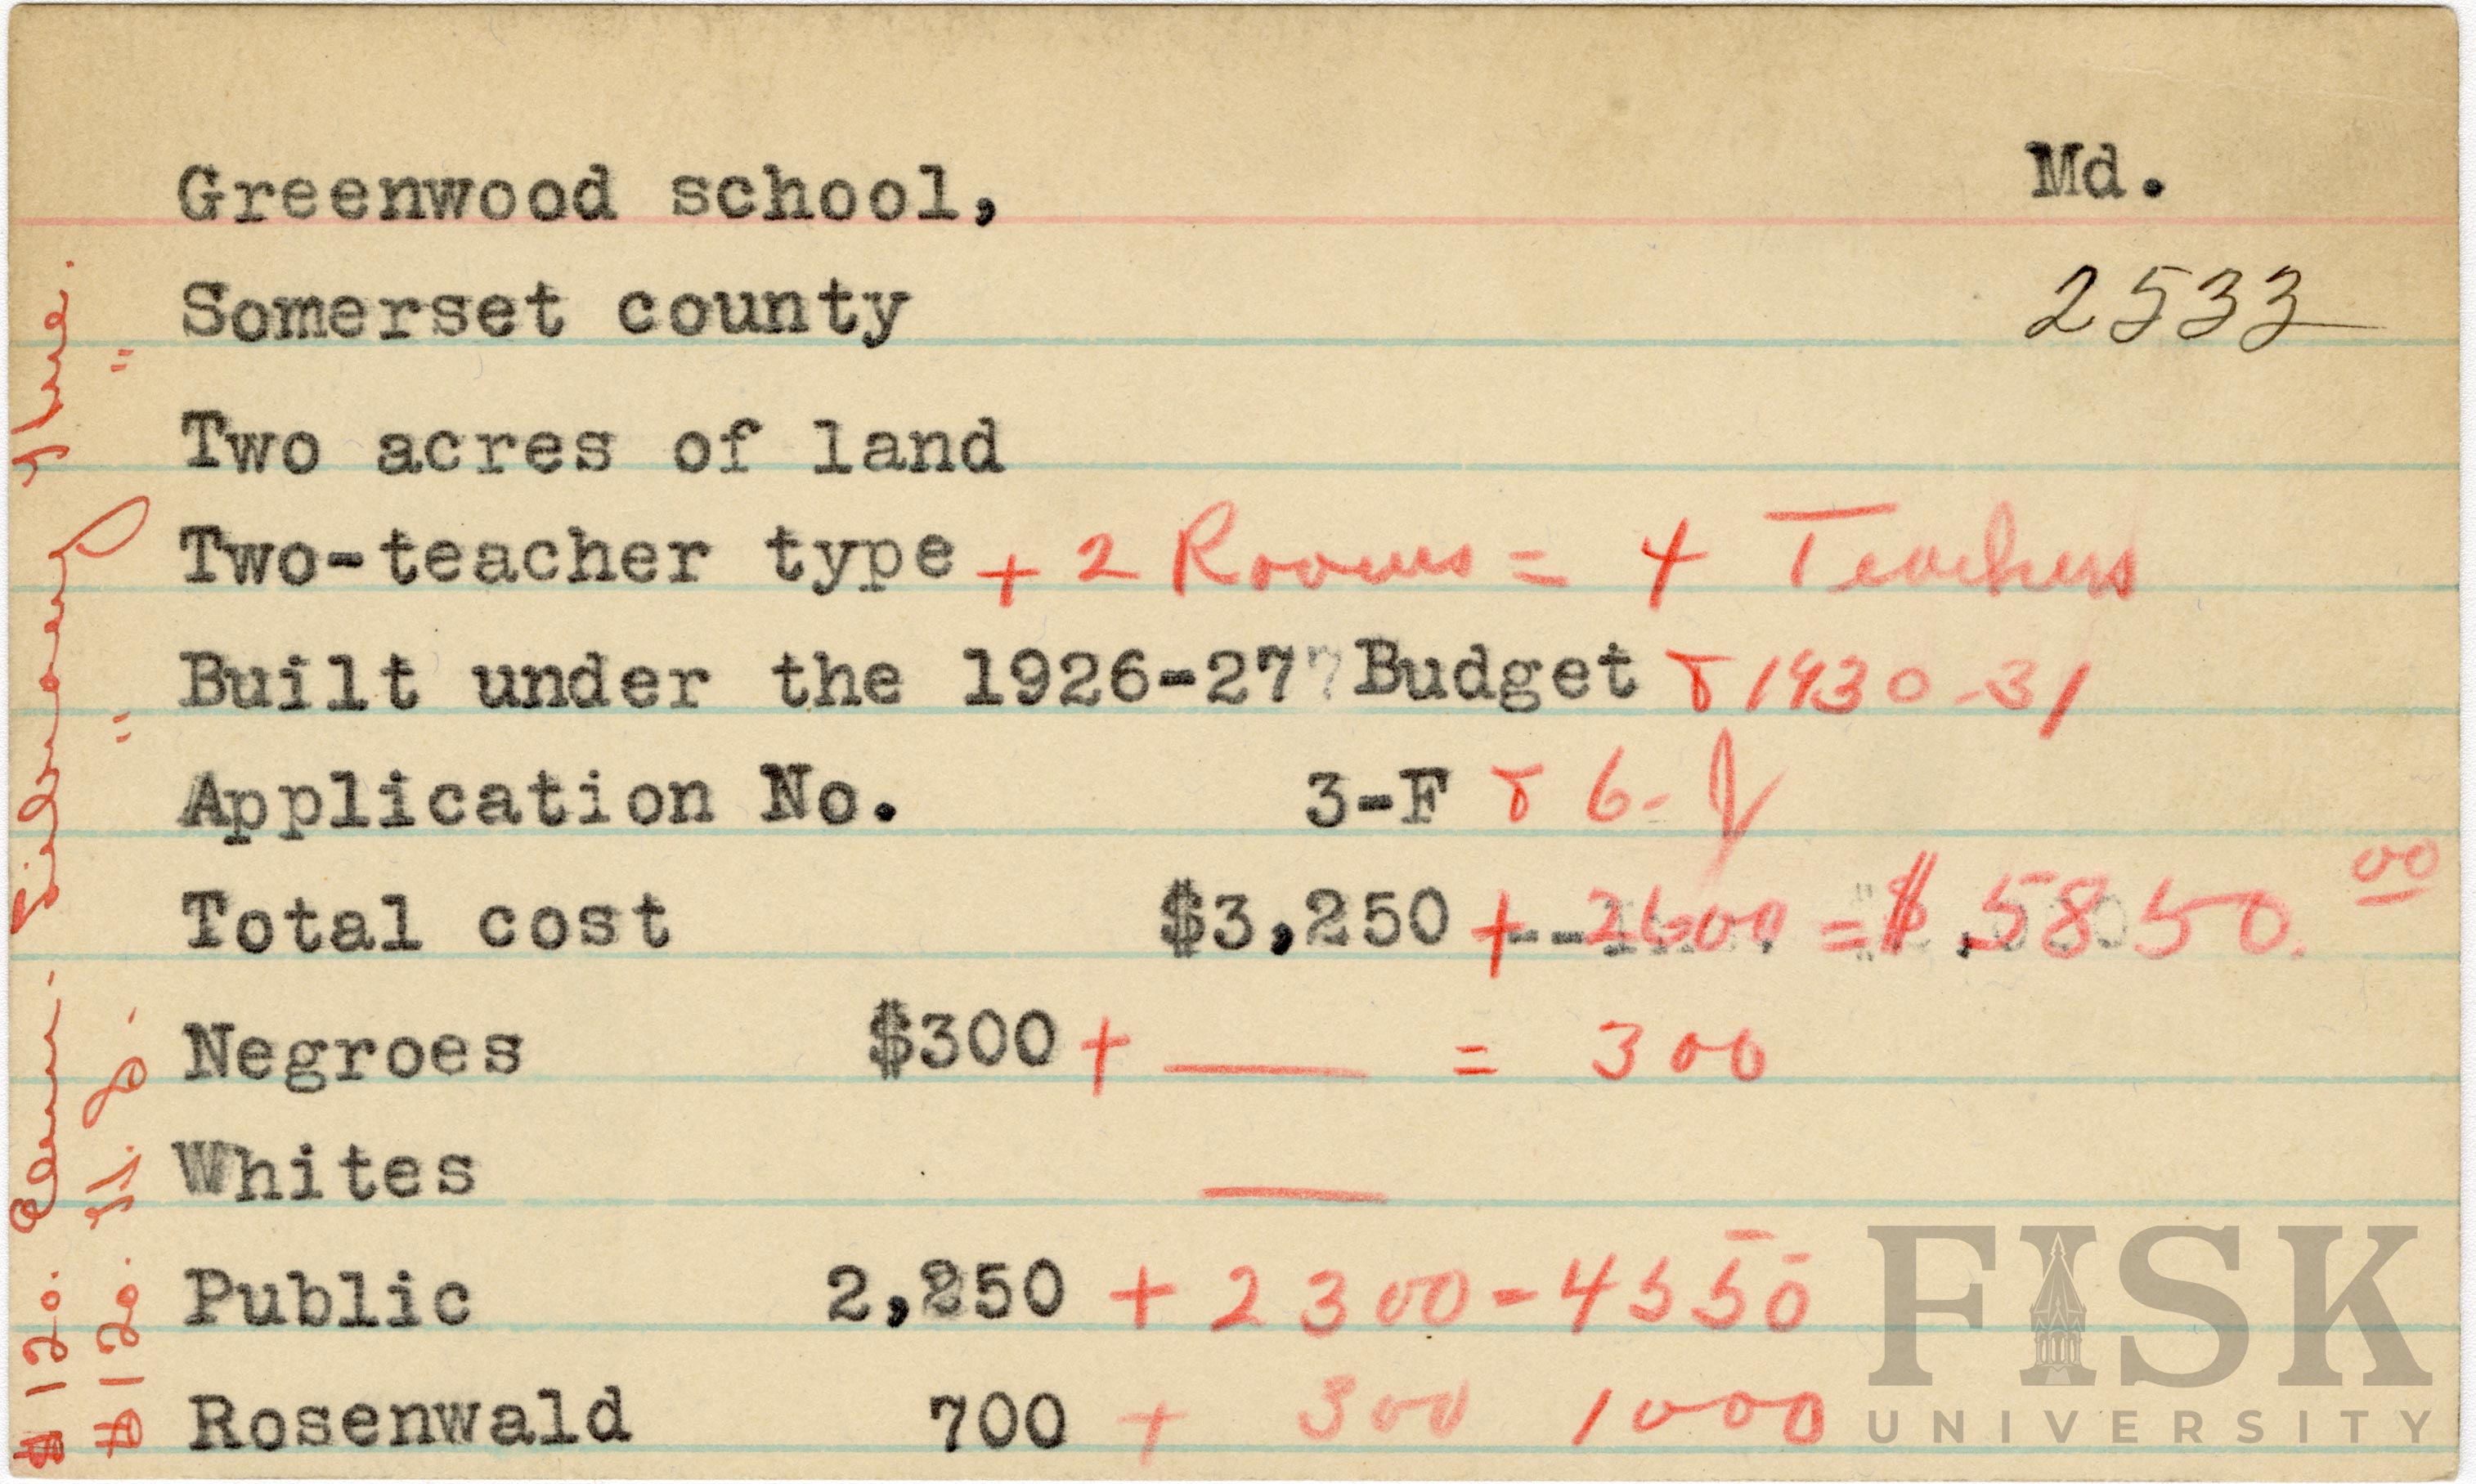 Greenwood school, Md.
Somerset county 2533
Two acres of land
Two-teacher type + 2 Rooms = 4 Teachers
Built under the 1926-27 Budget & 1930-31
Application No. 3-F & 6-J
Total cost $3,250 + 2600 = $5850.00
Negroes $300 + — = 300
Whites —
Public 2,250 + 2300 - 4550
Rosenwald 700 + 300 1000
$120. Elem. Library
$120. H. S. " "
FISK
UNIVERSITY